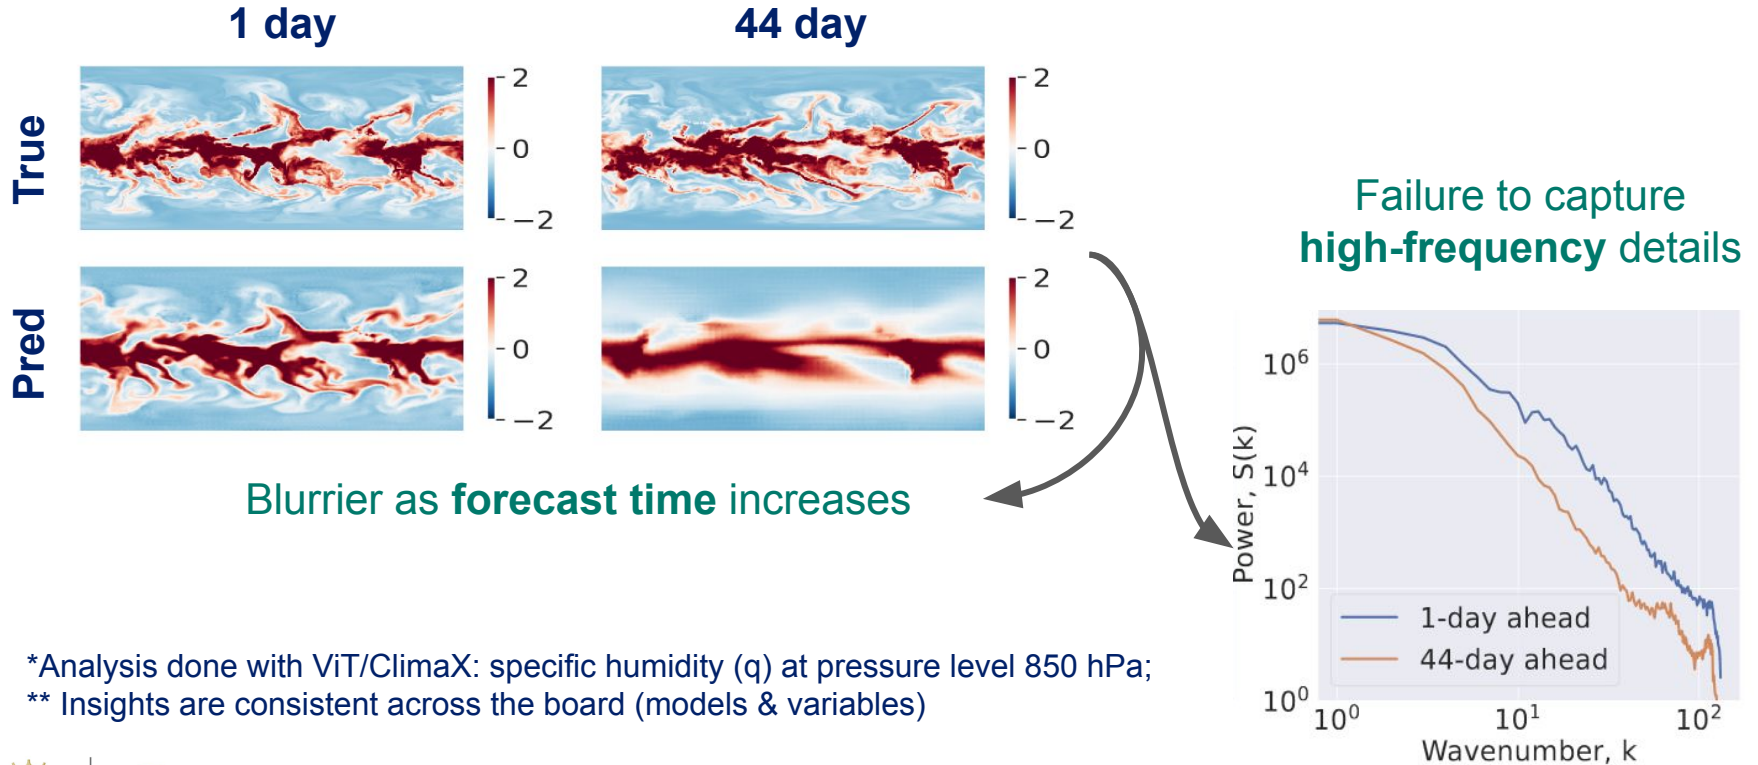 1 day
44 day
True
2
0
−2
2
0
−2
Pred
2
0
−2
2
0
−2
Blurrier as forecast time increases
Failure to capture
high-frequency details
Power, S(k)
10⁶
10⁴
10²
10⁰
1-day ahead
44-day ahead
10⁰
10¹
10²
Wavenumber, k
*Analysis done with ViT/ClimaX: specific humidity (q) at pressure level 850 hPa;
** Insights are consistent across the board (models & variables)